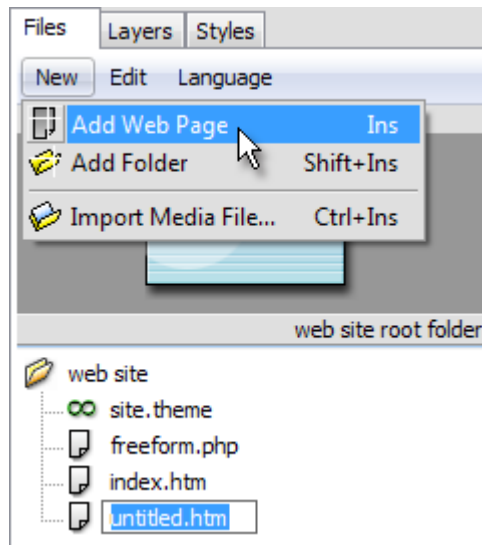 Files Layers Styles
New Edit Language
Add Web Page Ins
Add Folder Shift+Ins
Import Media File... Ctrl+Ins
web site root folder
web site
site.theme
freeform.php
index.htm
untitled.htm